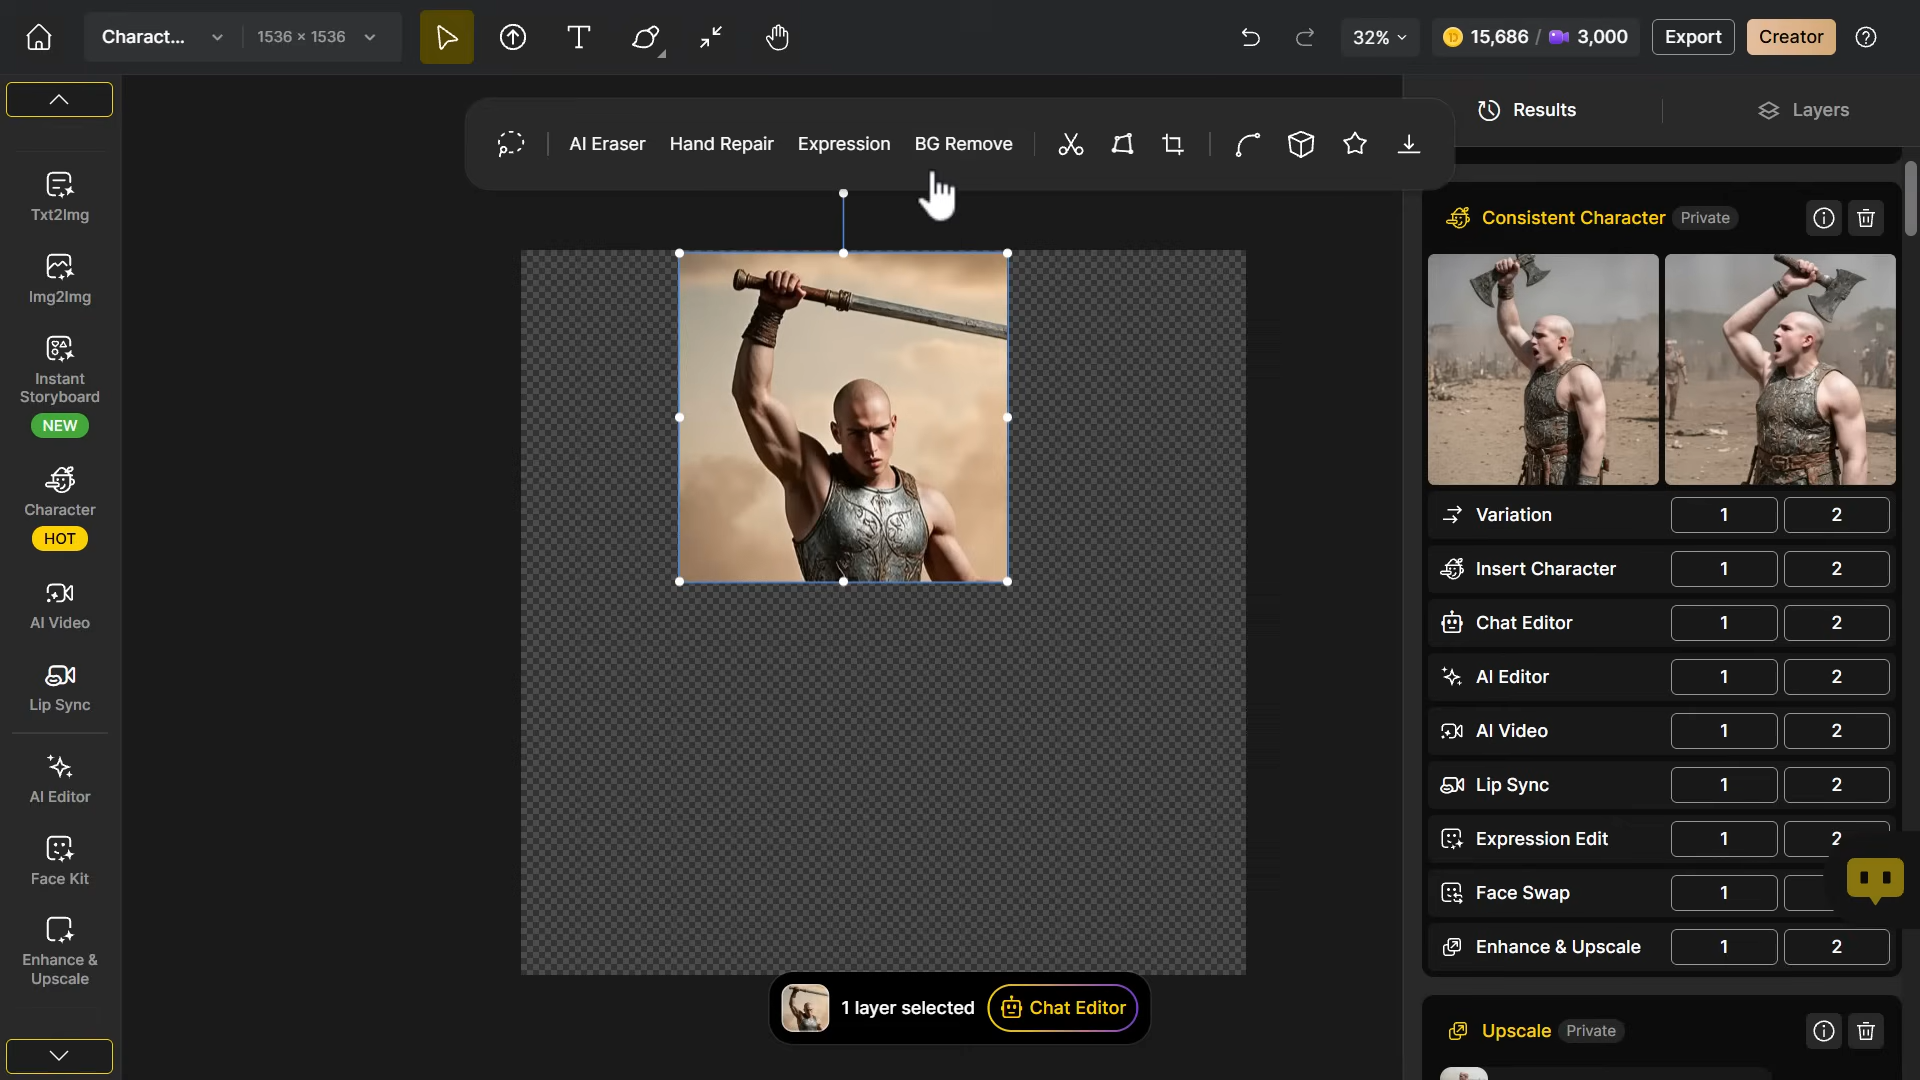 Charact...
1536 × 1536
32%
15,686 / 3,000
Export
Creator
AI Eraser
Hand Repair
Expression
BG Remove
Results
Layers
Txt2Img
Img2Img
Instant
Storyboard
NEW
Character
HOT
AI Video
Lip Sync
AI Editor
Face Kit
Enhance &
Upscale
Consistent Character Private
Variation 1 2
Insert Character 1 2
Chat Editor 1 2
AI Editor 1 2
AI Video 1 2
Lip Sync 1 2
Expression Edit 1 2
Face Swap 1
Enhance & Upscale 1 2
Upscale Private
1 layer selected
Chat Editor